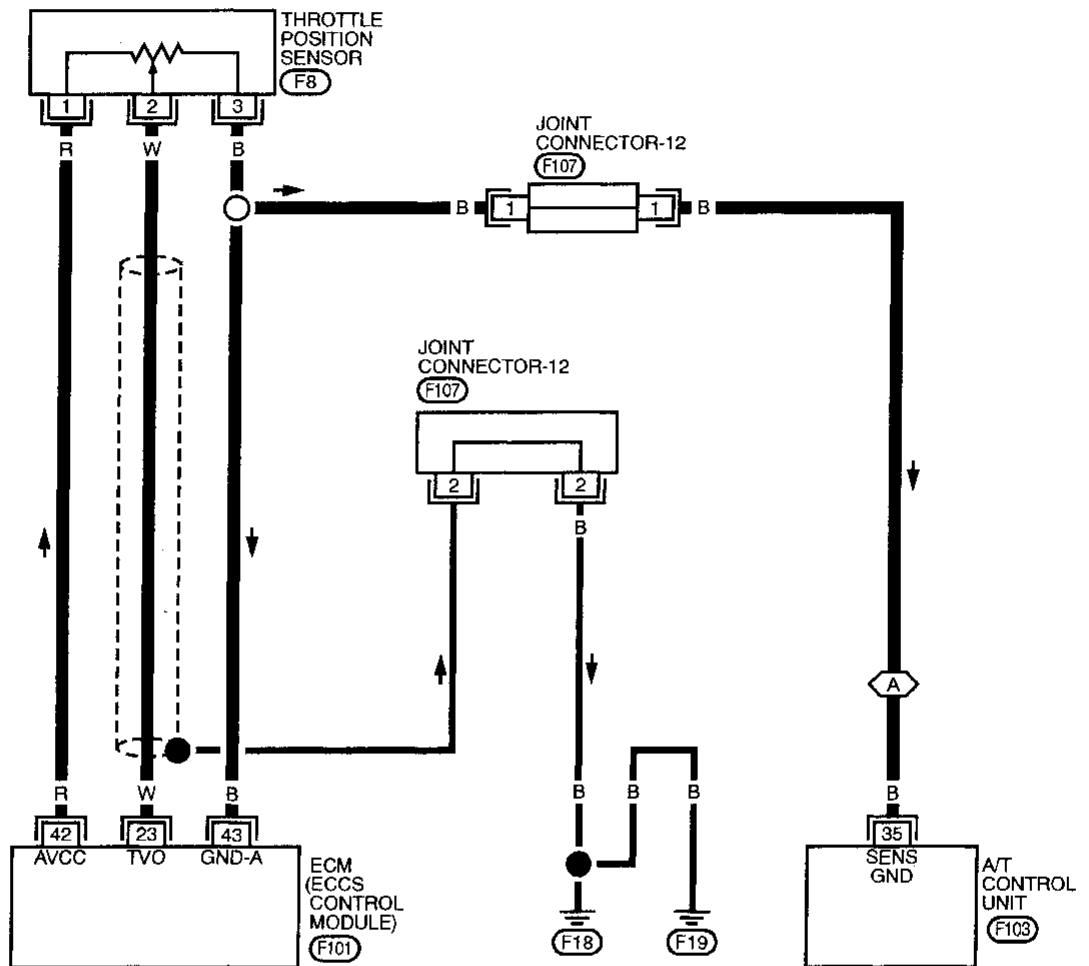 THROTTLE
POSITION
SENSOR
F8
1 2 3
R W B
JOINT
CONNECTOR-12
F107
B 1 1 B
JOINT
CONNECTOR-12
F107
2 2
B
A
R W B
B B B
B
42 23 43
AVCC TVO GND-A
ECM
(ECCS
CONTROL
MODULE)
F101
F18 F19
35
SENS
GND
A/T
CONTROL
UNIT
F103